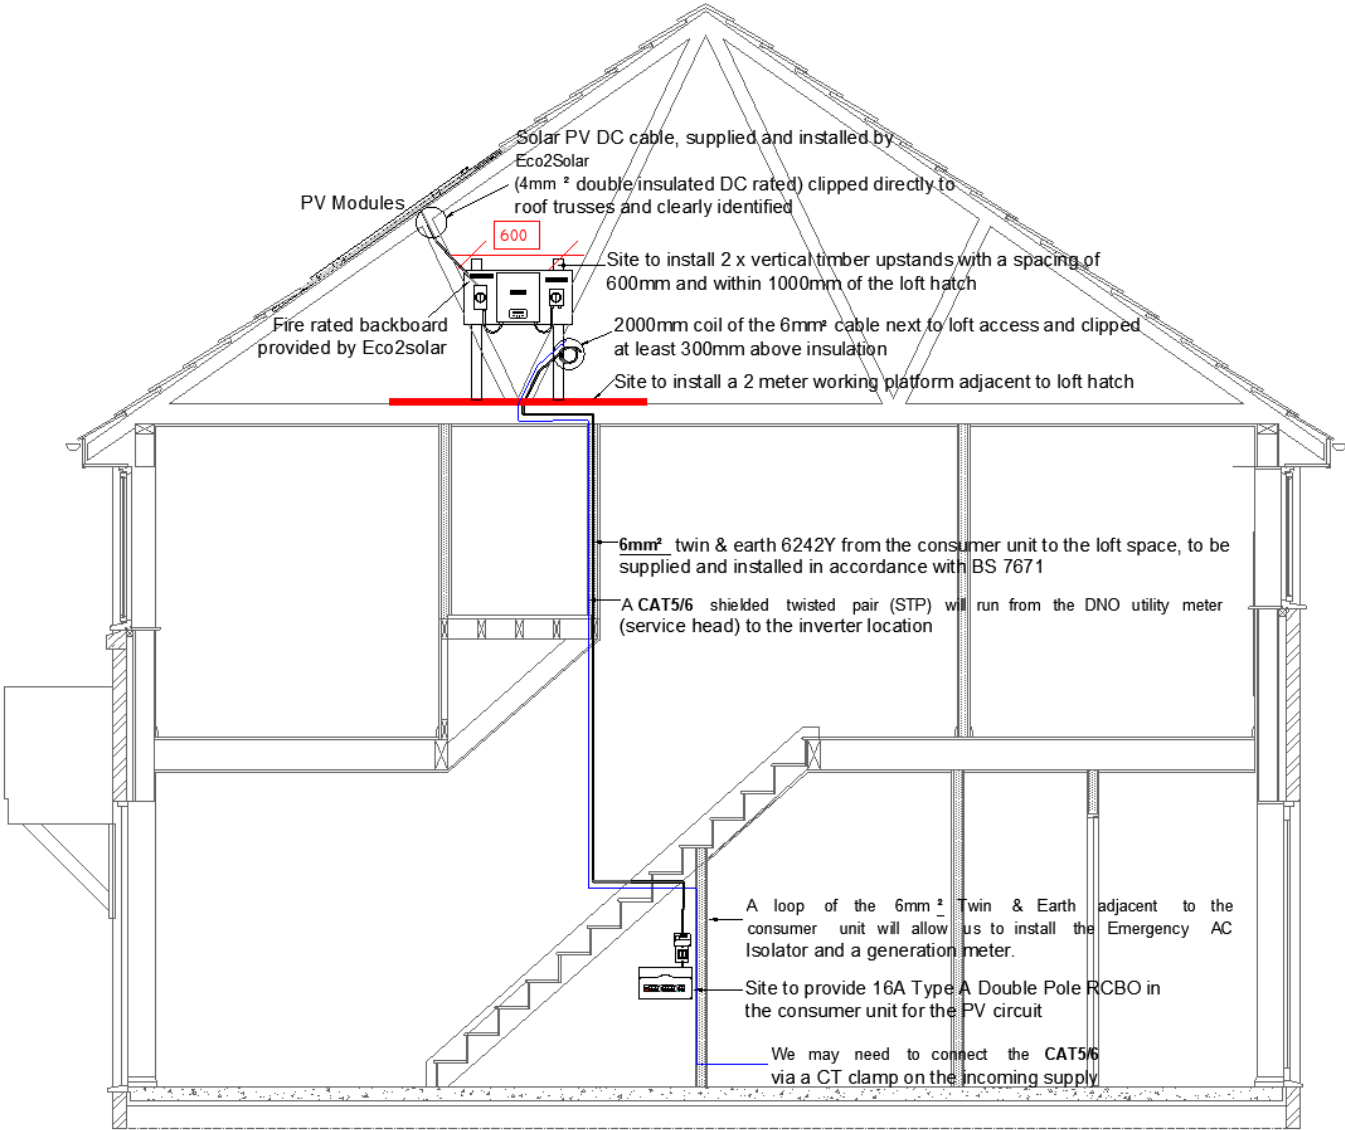 Solar PV DC cable, supplied and installed by
Eco2Solar
(4mm ² double insulated DC rated) clipped directly to
roof trusses and clearly identified
PV Modules
600
Site to install 2 x vertical timber upstands with a spacing of
600mm and within 1000mm of the loft hatch
Fire rated backboard
provided by Eco2solar
2000mm coil of the 6mm² cable next to loft access and clipped
at least 300mm above insulation
Site to install a 2 meter working platform adjacent to loft hatch
6mm² twin & earth 6242Y from the consumer unit to the loft space, to be
supplied and installed in accordance with BS 7671
A CAT5/6 shielded twisted pair (STP) will run from the DNO utility meter
(service head) to the inverter location
A loop of the 6mm ² Twin & Earth adjacent to the
consumer unit will allow us to install the Emergency AC
Isolator and a generation meter.
Site to provide 16A Type A Double Pole RCBO in
the consumer unit for the PV circuit
We may need to connect the CAT5/6
via a CT clamp on the incoming supply